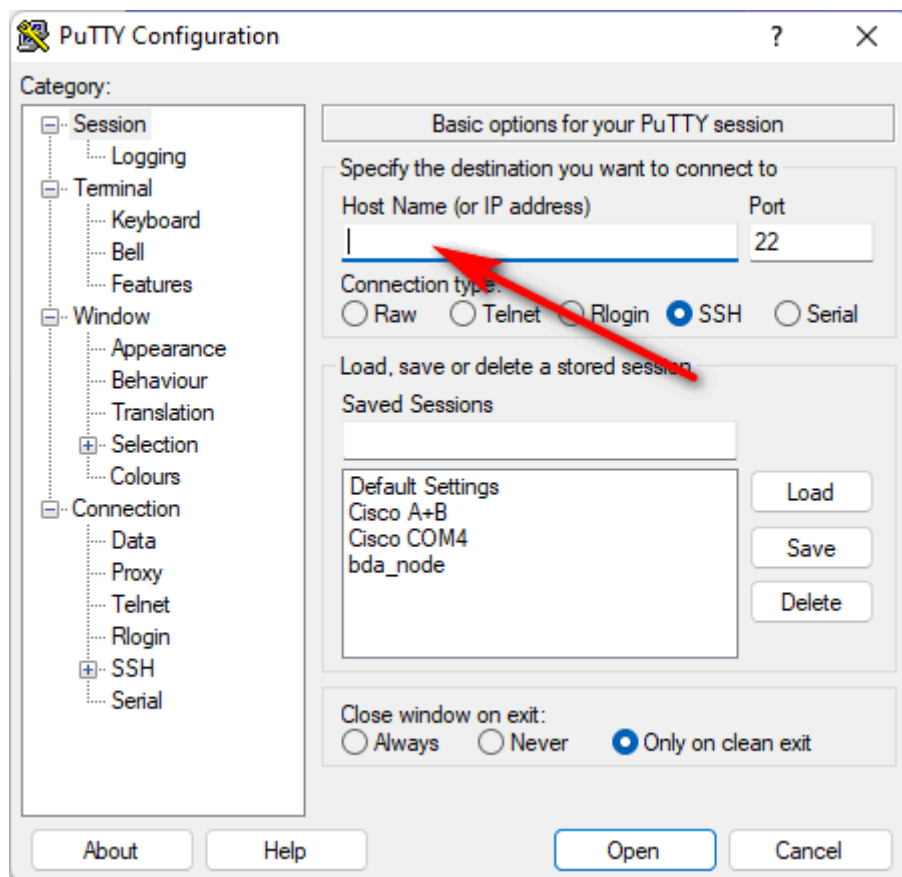 PuTTY Configuration ? ×
Category:
Session
Logging
Terminal
Keyboard
Bell
Features
Window
Appearance
Behaviour
Translation
Selection
Colours
Connection
Data
Proxy
Telnet
Rlogin
SSH
Serial
Basic options for your PuTTY session
Specify the destination you want to connect to
Host Name (or IP address) Port
22
Connection type:
Raw Telnet Rlogin SSH Serial
Load, save or delete a stored session
Saved Sessions
Default Settings
Cisco A+B
Cisco COM4
bda_node
Load
Save
Delete
Close window on exit:
Always Never Only on clean exit
About Help Open Cancel